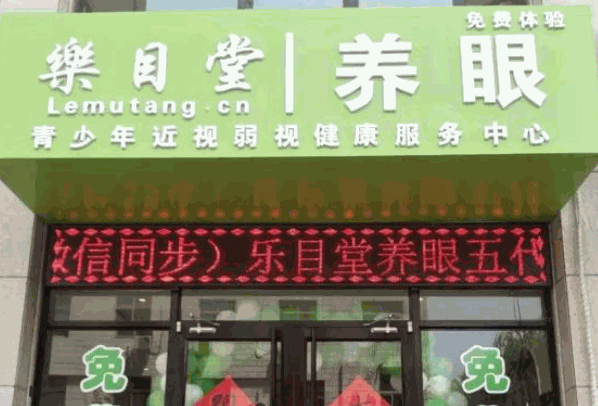 免费体验
樂目堂 养眼
Lemutang.cn
青少年近视弱视健康服务中心
信同步）乐目堂养眼五代
免 免